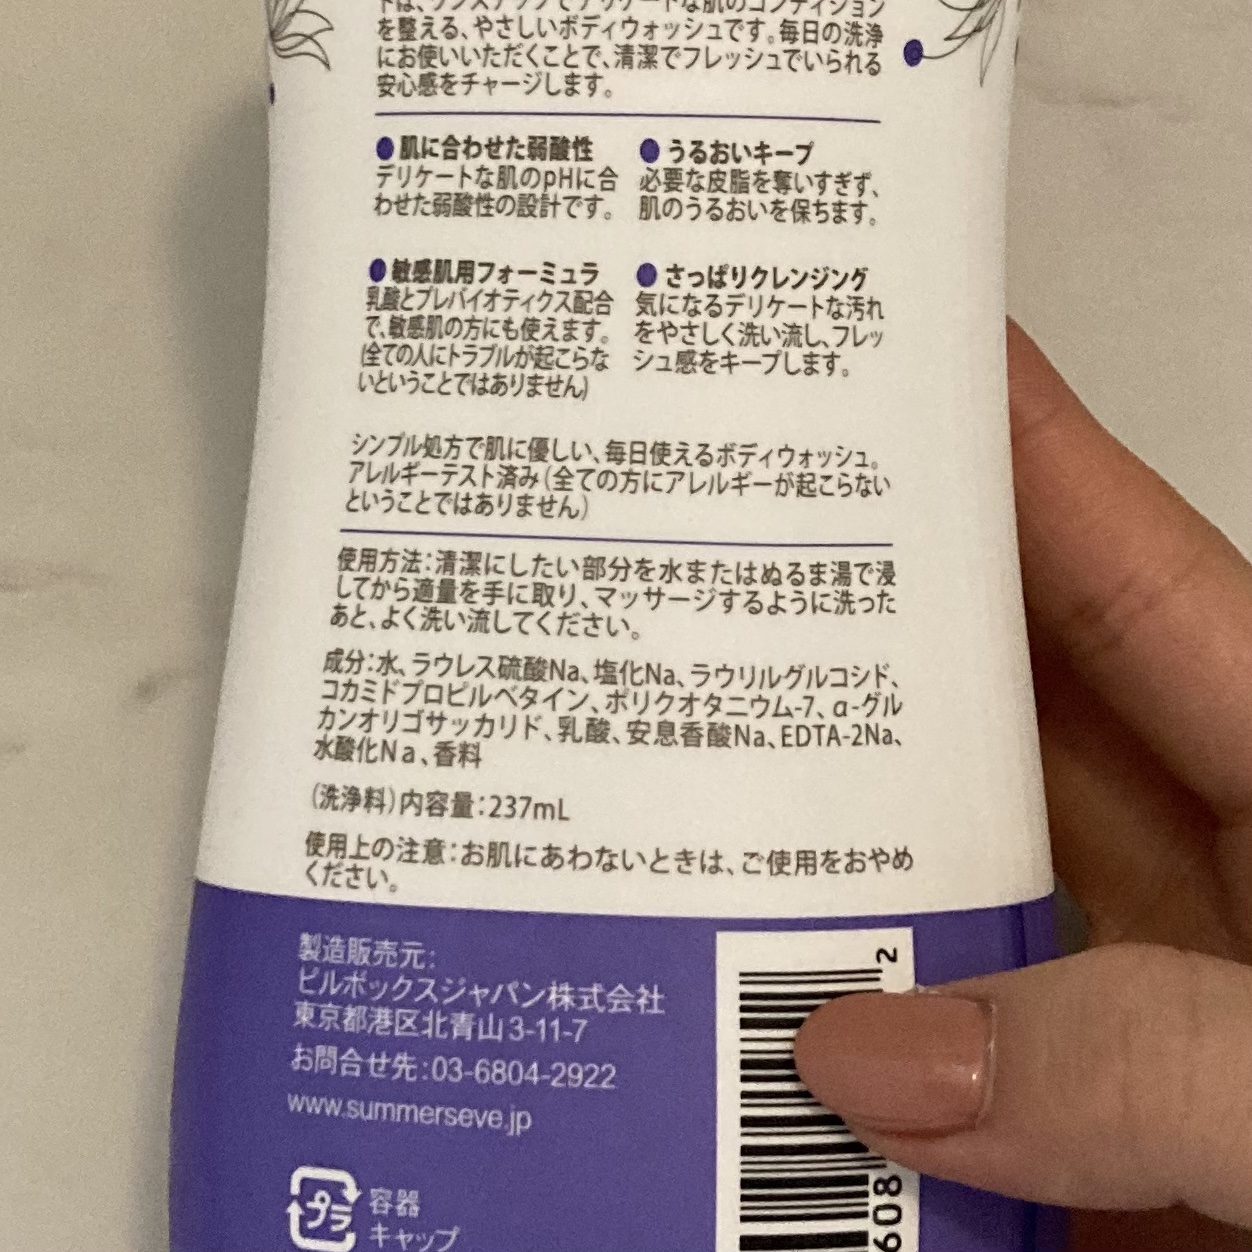 トは、ワンステップでデリケートな肌のコンディション
を整える、やさしいボディウォッシュです。毎日の洗浄
にお使いいただくことで、清潔でフレッシュでいられる
安心感をチャージします。
●肌に合わせた弱酸性
デリケートな肌のpHに合
わせた弱酸性の設計です。
●うるおいキープ
必要な皮脂を奪いすぎず、
肌のうるおいを保ちます。
●敏感肌用フォーミュラ
乳酸とプレバイオティクス配合
で、敏感肌の方にも使えます。
(全ての人にトラブルが起こらな
いということではありません)
●さっぱりクレンジング
気になるデリケートな汚れ
をやさしく洗い流し、フレッ
シュ感をキープします。
シンプル処方で肌に優しい、毎日使えるボディウォッシュ。
アレルギーテスト済み(全ての方にアレルギーが起こらない
ということではありません)
使用方法:清潔にしたい部分を水またはぬるま湯で浸
してから適量を手に取り、マッサージするように洗った
あと、よく洗い流してください。
成分:水、ラウレス硫酸Na、塩化Na、ラウリルグルコシド、
コカミドプロピルベタイン、ポリクオタニウム-7、α-グル
カンオリゴサッカリド、乳酸、安息香酸Na、EDTA-2Na、
水酸化Na、香料
(洗浄料)内容量:237mL
使用上の注意:お肌にあわないときは、ご使用をおやめ
ください。
製造販売元:
ピルボックスジャパン株式会社
東京都港区北青山3-11-7
お問合せ先:03-6804-2922
www.summerseve.jp
プラ
容器
キャップ
2
608